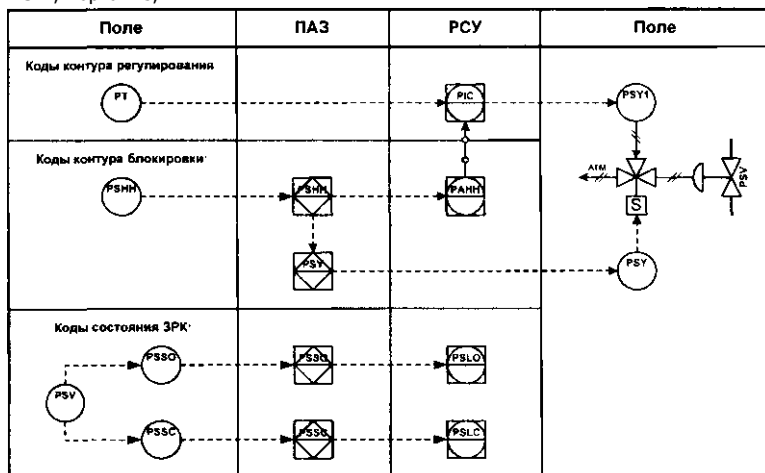 Поле ПАЗ РСУ Поле
Коды контура регулирования
PT PIC PSY1
Коды контура блокировки
PSHH PSHH PAHH
АТМ
PSV
S
PSY PSY
Коды состояния ЗРК
PSSO PSSO PSLO
PSV
PSSC PSSC PSLC